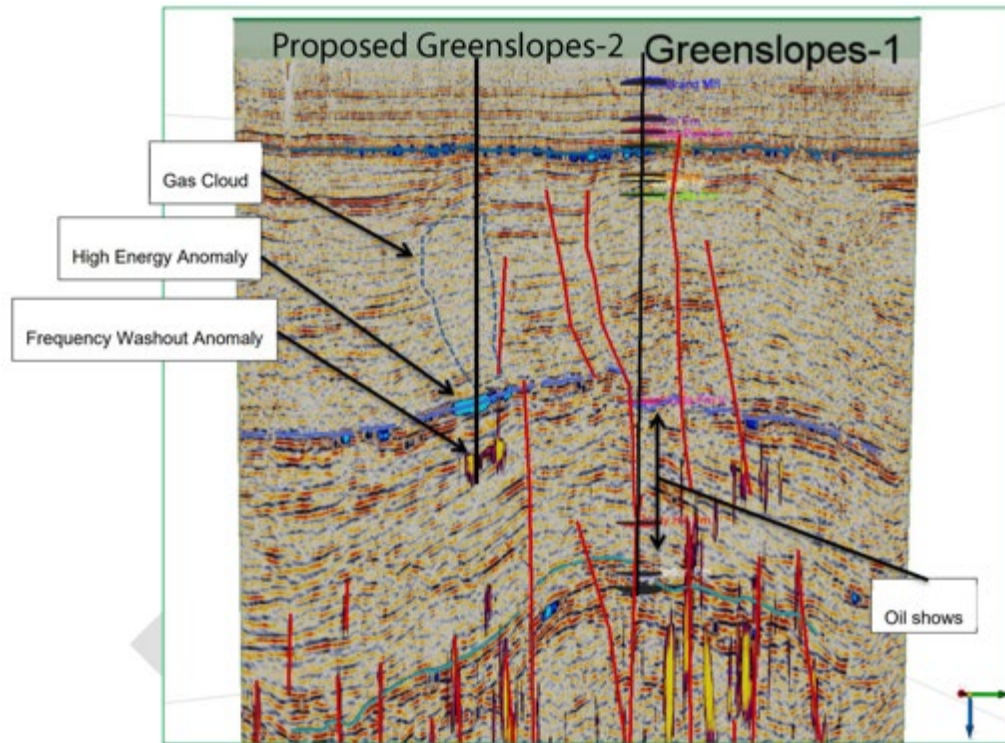 Proposed Greenslopes-2
Greenslopes-1
Gas Cloud
High Energy Anomaly
Frequency Washout Anomaly
Oil shows